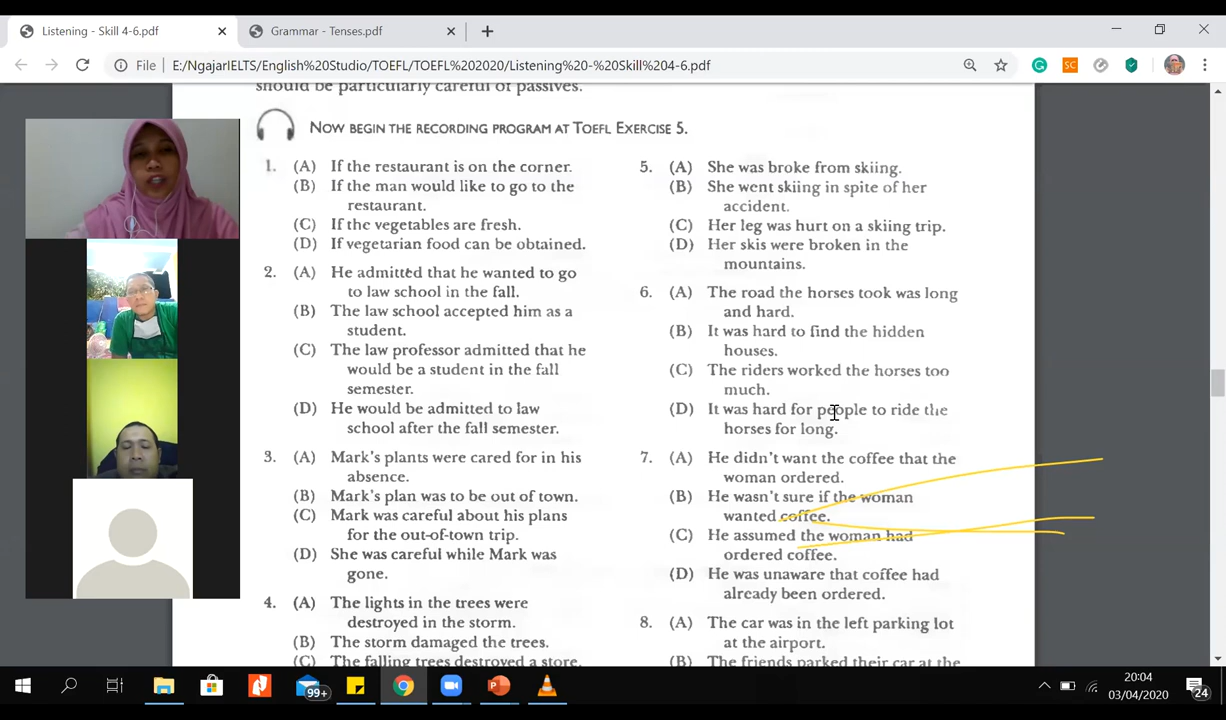 Listening - Skill 4-6.pdf
Grammar - Tenses.pdf
File
E:/NgajarIELTS/English%20Studio/TOEFL/TOEFL%202020/Listening%20-%20Skill%204-6.pdf
should be particularly careful of passives.
NOW BEGIN THE RECORDING PROGRAM AT TOEFL EXERCISE 5.
1. (A) If the restaurant is on the corner.
(B) If the man would like to go to the
restaurant.
(C) If the vegetables are fresh.
(D) If vegetarian food can be obtained.
2. (A) He admitted that he wanted to go
to law school in the fall.
(B) The law school accepted him as a
student.
(C) The law professor admitted that he
would be a student in the fall
semester.
(D) He would be admitted to law
school after the fall semester.
3. (A) Mark's plants were cared for in his
absence.
(B) Mark's plan was to be out of town.
(C) Mark was careful about his plans
for the out-of-town trip.
(D) She was careful while Mark was
gone.
4. (A) The lights in the trees were
destroyed in the storm.
(B) The storm damaged the trees.
(C) The falling trees destroyed a store.
5. (A) She was broke from skiing.
(B) She went skiing in spite of her
accident.
(C) Her leg was hurt on a skiing trip.
(D) Her skis were broken in the
mountains.
6. (A) The road the horses took was long
and hard.
(B) It was hard to find the hidden
houses.
(C) The riders worked the horses too
much.
(D) It was hard for people to ride the
horses for long.
7. (A) He didn't want the coffee that the
woman ordered.
(B) He wasn't sure if the woman
wanted coffee.
(C) He assumed the woman had
ordered coffee.
(D) He was unaware that coffee had
already been ordered.
8. (A) The car was in the left parking lot
at the airport.
(B) The friends parked their car at the
SC
99+
20:04
03/04/2020
24